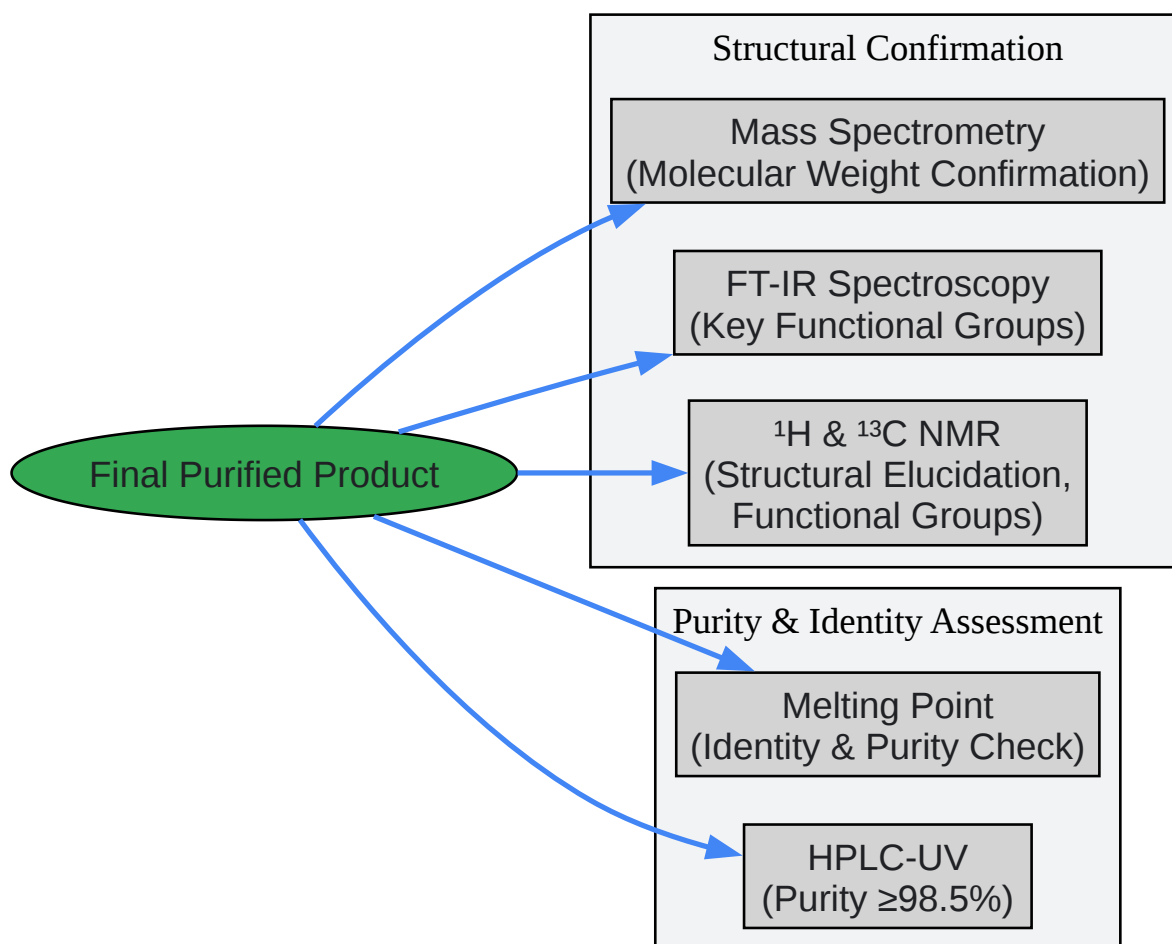 Structural Confirmation
Mass Spectrometry
(Molecular Weight Confirmation)
FT-IR Spectroscopy
(Key Functional Groups)
¹H & ¹³C NMR
(Structural Elucidation,
Functional Groups)
Final Purified Product
Purity & Identity Assessment
Melting Point
(Identity & Purity Check)
HPLC-UV
(Purity ≥98.5%)